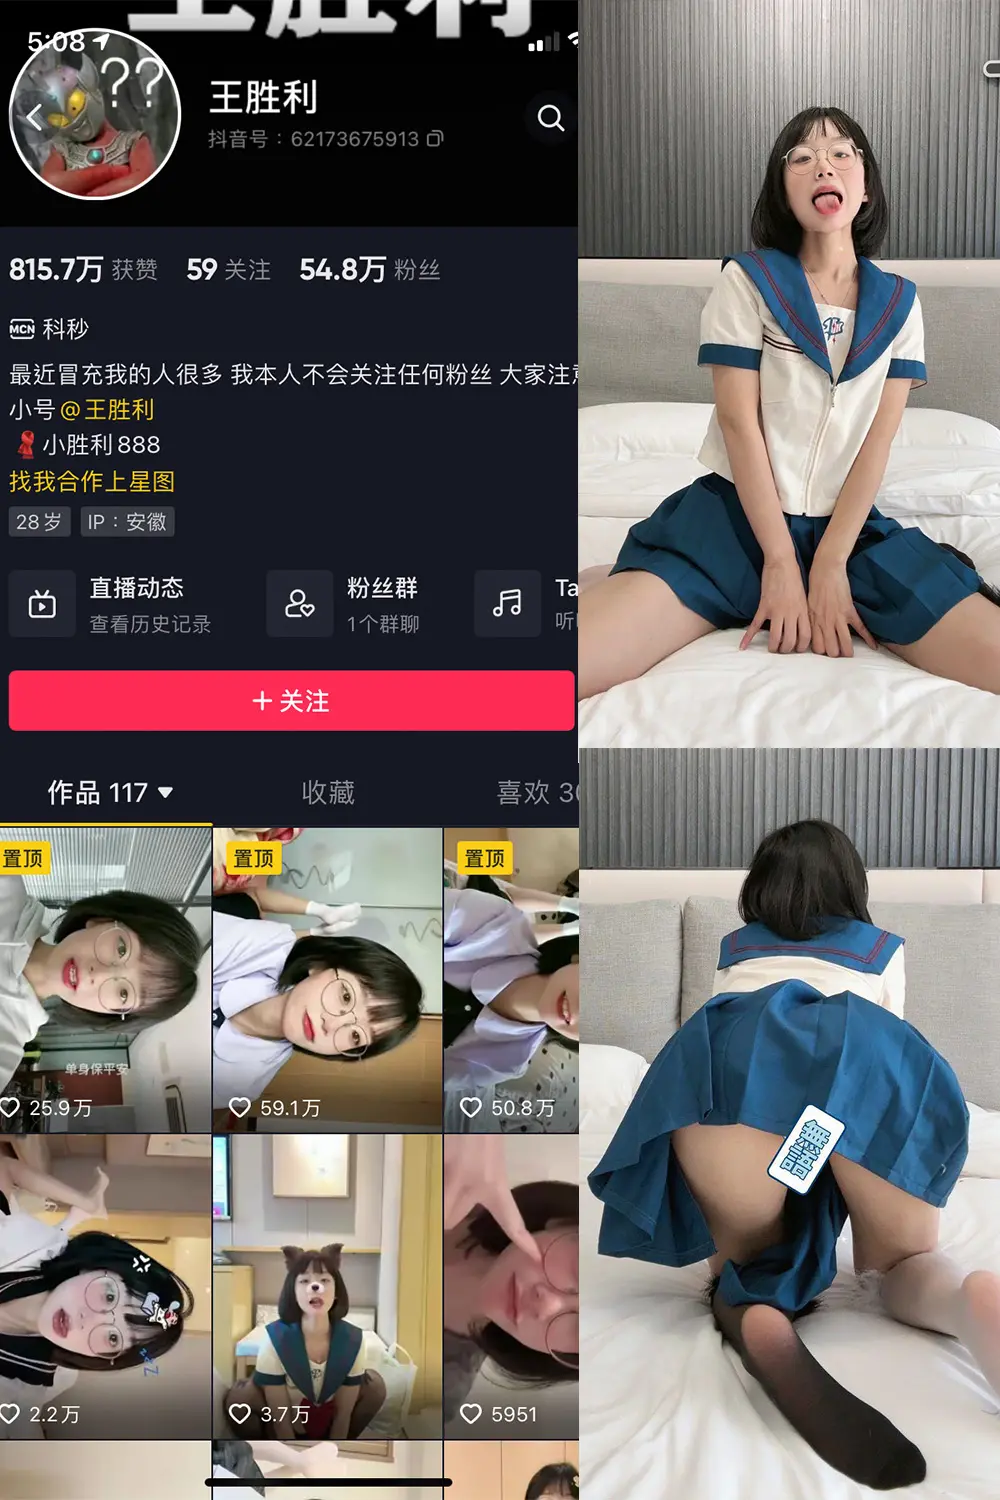 5:08
??
王胜利
抖音号：62173675913
815.7万 获赞 59 关注 54.8万 粉丝
MCN 科秒
最近冒充我的人很多 我本人不会关注任何粉丝 大家注
小号@王胜利
小胜利888
找我合作上星图
28岁 IP：安徽
直播动态
查看历史记录
粉丝群
1个群聊
Ta
听
+ 关注
作品 117
收藏
喜欢 3
置顶
单身保平安
25.9万
置顶
59.1万
置顶
50.8万
2.2万
3.7万
5951
無語